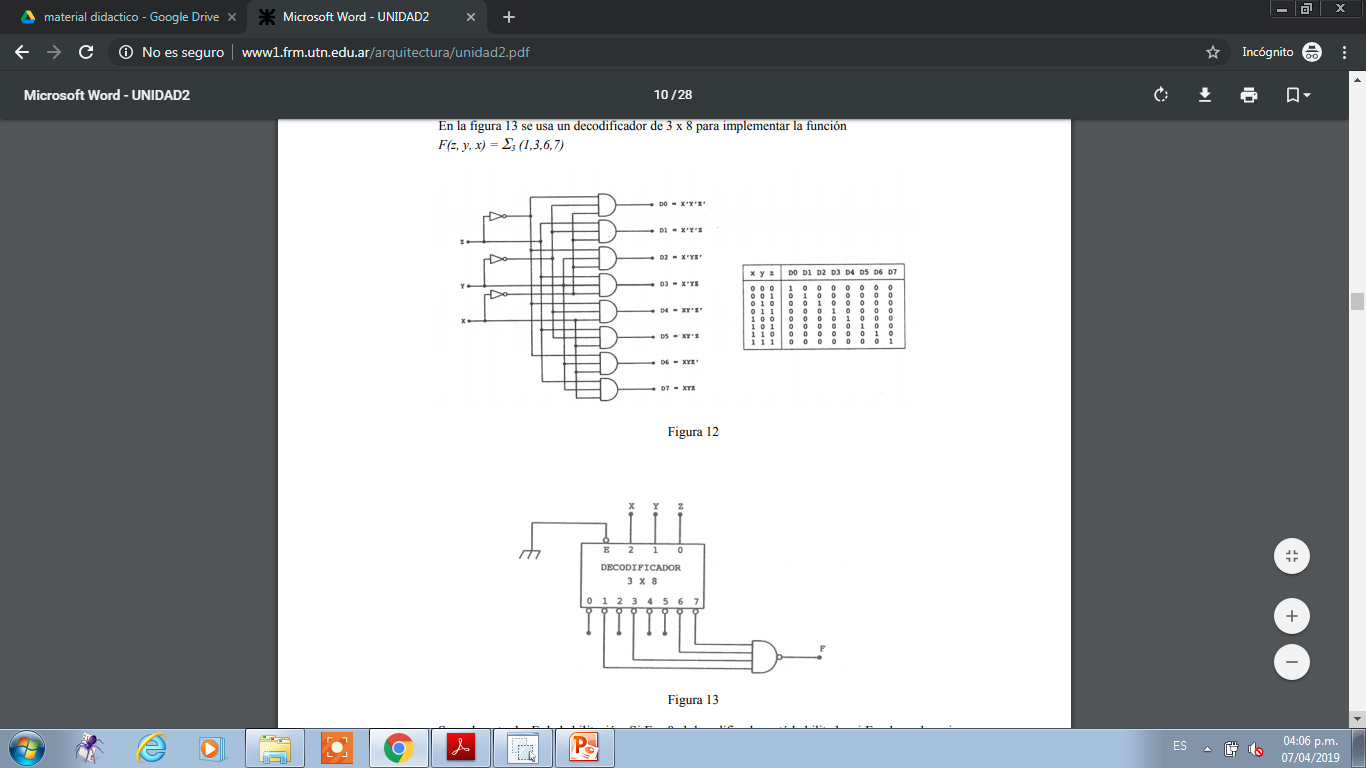 material didactico - Google Drive
Microsoft Word - UNIDAD2
No es seguro
www1.frm.utn.edu.ar/arquitectura/unidad2.pdf
Incógnito
Microsoft Word - UNIDAD2
10 / 28
En la figura 13 se usa un decodificador de 3 x 8 para implementar la función
F(z, y, x) = Σ3 (1,3,6,7)
D0 = X'Y'Z'
D1 = X'Y'Z
Z
D2 = X'YZ'
Y
D3 = X'YZ
D4 = XY'Z'
X
D5 = XY'Z
D6 = XYZ'
D7 = XYZ
x y z D0 D1 D2 D3 D4 D5 D6 D7
0 0 0 1 0 0 0 0 0 0 0
0 0 1 0 1 0 0 0 0 0 0
0 1 0 0 0 1 0 0 0 0 0
0 1 1 0 0 0 1 0 0 0 0
1 0 0 0 0 0 0 1 0 0 0
1 0 1 0 0 0 0 0 1 0 0
1 1 0 0 0 0 0 0 0 1 0
1 1 1 0 0 0 0 0 0 0 1
Figura 12
X Y Z
E 2 1 0
DECODIFICADOR
3 X 8
0 1 2 3 4 5 6 7
F
Figura 13
ES
04:06 p.m.
07/04/2019